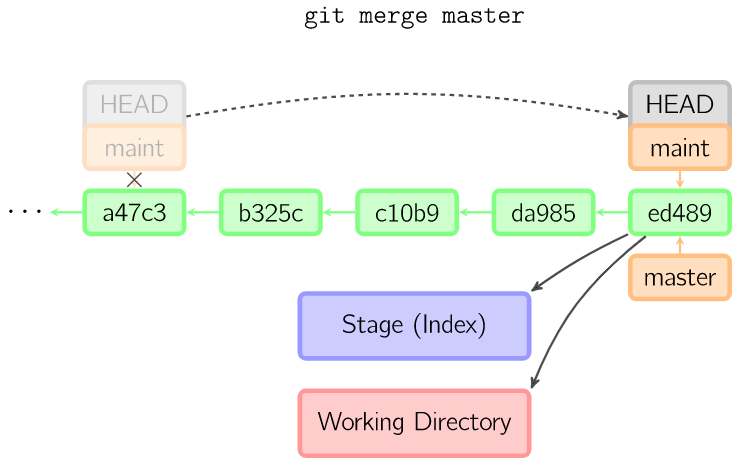 git merge master
HEAD
HEAD
maint
maint
...
a47c3
b325c
c10b9
da985
ed489
master
Stage (Index)
Working Directory